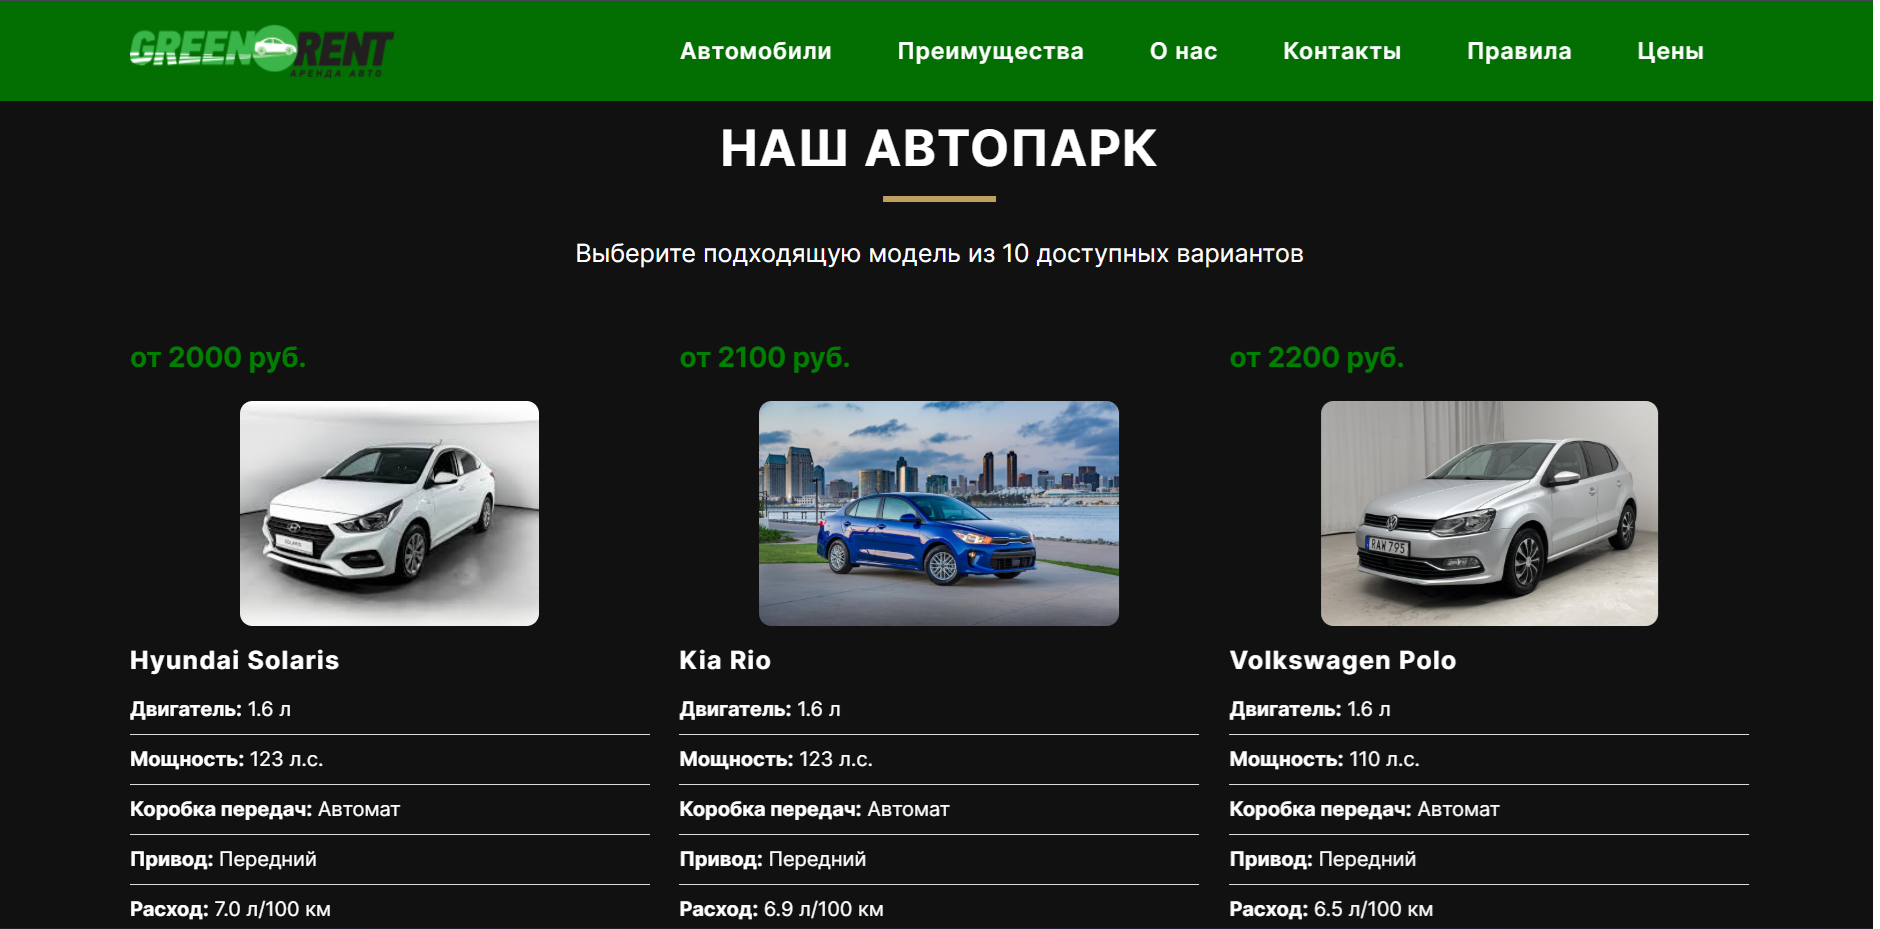 GREEN RENT
АРЕНДА АВТО
Автомобили Преимущества О нас Контакты Правила Цены
НАШ АВТОПАРК
Выберите подходящую модель из 10 доступных вариантов
от 2000 руб.
SOLARIS
Hyundai Solaris
Двигатель: 1.6 л
Мощность: 123 л.с.
Коробка передач: Автомат
Привод: Передний
Расход: 7.0 л/100 км
от 2100 руб.
Kia Rio
Двигатель: 1.6 л
Мощность: 123 л.с.
Коробка передач: Автомат
Привод: Передний
Расход: 6.9 л/100 км
от 2200 руб.
RAW 795
Volkswagen Polo
Двигатель: 1.6 л
Мощность: 110 л.с.
Коробка передач: Автомат
Привод: Передний
Расход: 6.5 л/100 км